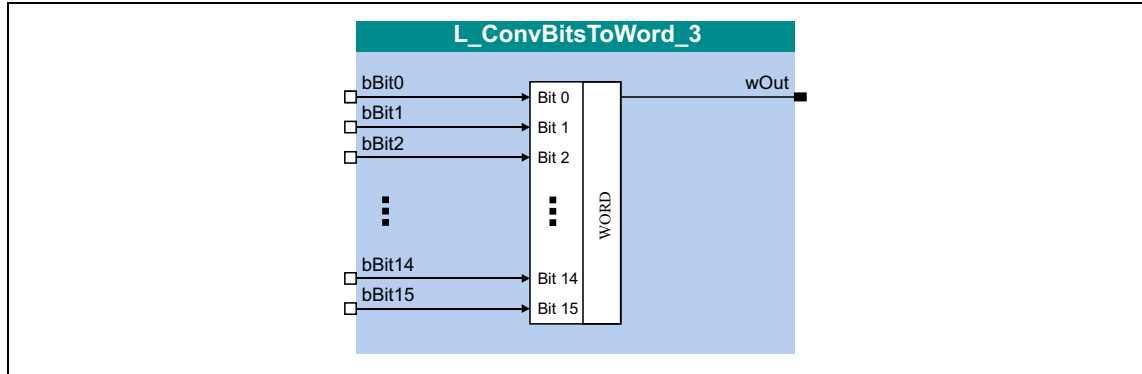 L_ConvBitsToWord_3
bBit0
wOut
Bit 0
bBit1
Bit 1
bBit2
Bit 2
WORD
bBit14
Bit 14
bBit15
Bit 15